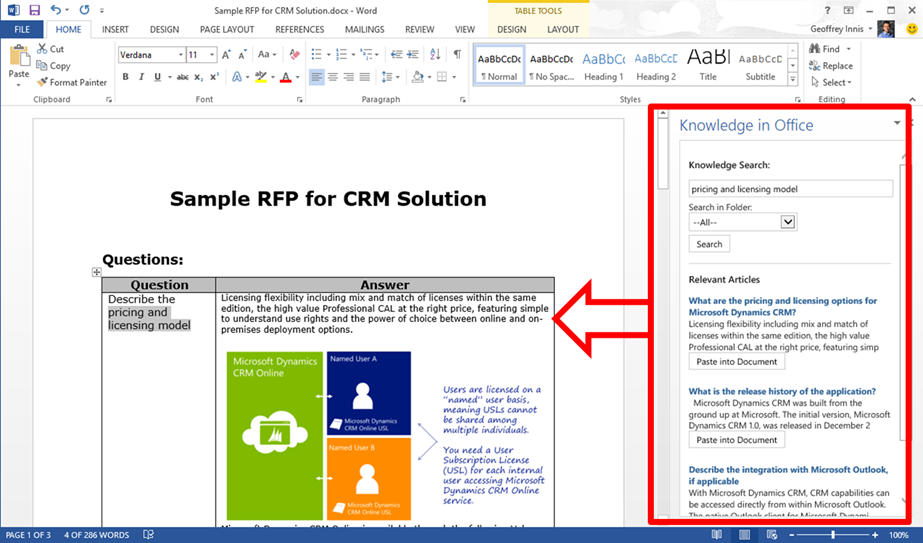 Sample RFP for CRM Solution.docx - Word
TABLE TOOLS
FILE HOME INSERT DESIGN PAGE LAYOUT REFERENCES MAILINGS REVIEW VIEW DESIGN LAYOUT
Geoffrey Innis
Paste
Cut
Copy
Format Painter
Clipboard
Verdana 11
Font
Paragraph
AaBbCcDc AaBbCcDc AaBbCc AaBbCcC AaBl AaBbCcC
¶ Normal ¶ No Spac... Heading 1 Heading 2 Title Subtitle
Styles
Find
Replace
Select
Editing
Sample RFP for CRM Solution
Questions:
Question Answer
Describe the
pricing and
licensing model
Licensing flexibility including mix and match of licenses within the same
edition, the high value Professional CAL at the right price, featuring simple
to understand use rights and the power of choice between online and on-
premises deployment options.
Microsoft Dynamics
CRM Online
Named User A
Microsoft Dynamics
CRM Online USL
Named User B
Microsoft Dynamics
CRM Online USL
Users are licensed on a
"named" user basis,
meaning USLs cannot
be shared among
multiple individuals.
You need a User
Subscription License
(USL) for each internal
user accessing Microsoft
Dynamics CRM Online
service.
Knowledge in Office
Knowledge Search:
pricing and licensing model
Search in Folder:
--All--
Search
Relevant Articles
What are the pricing and licensing options for
Microsoft Dynamics CRM?
Licensing flexibility including mix and match of
licenses within the same edition, the high value
Professional CAL at the right price, featuring simp
Paste into Document
What is the release history of the application?
Microsoft Dynamics CRM was built from the
ground up at Microsoft. The initial version, Microsoft
Dynamics CRM 1.0, was released in December 2
Paste into Document
Describe the integration with Microsoft Outlook,
if applicable
With Microsoft Dynamics CRM, CRM capabilities can
be accessed directly from within Microsoft Outlook.
The native Outlook client for Microsoft Dynami
PAGE 1 OF 3 4 OF 286 WORDS 100%